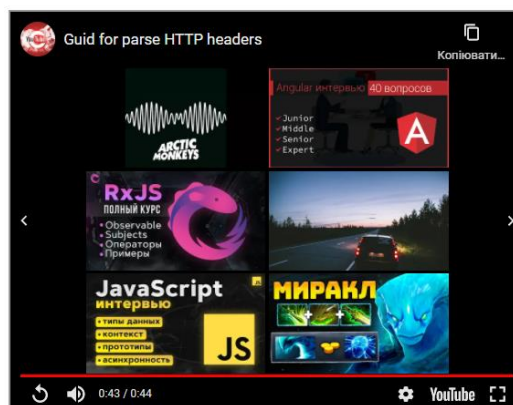 Guid for parse HTTP headers
Копіювати...
ARCTIC
MONKEYS
Angular интервью 40 вопросов
Junior
Middle
Senior
Expert
RxJS
ПОЛНЫЙ КУРС
Observable
Subjects
Операторы
Примеры
JavaScript
интервью
типы данных
контекст
прототипы
асинхронность
JS
JS
МИРАКЛ
0:43 / 0:44
YouTube